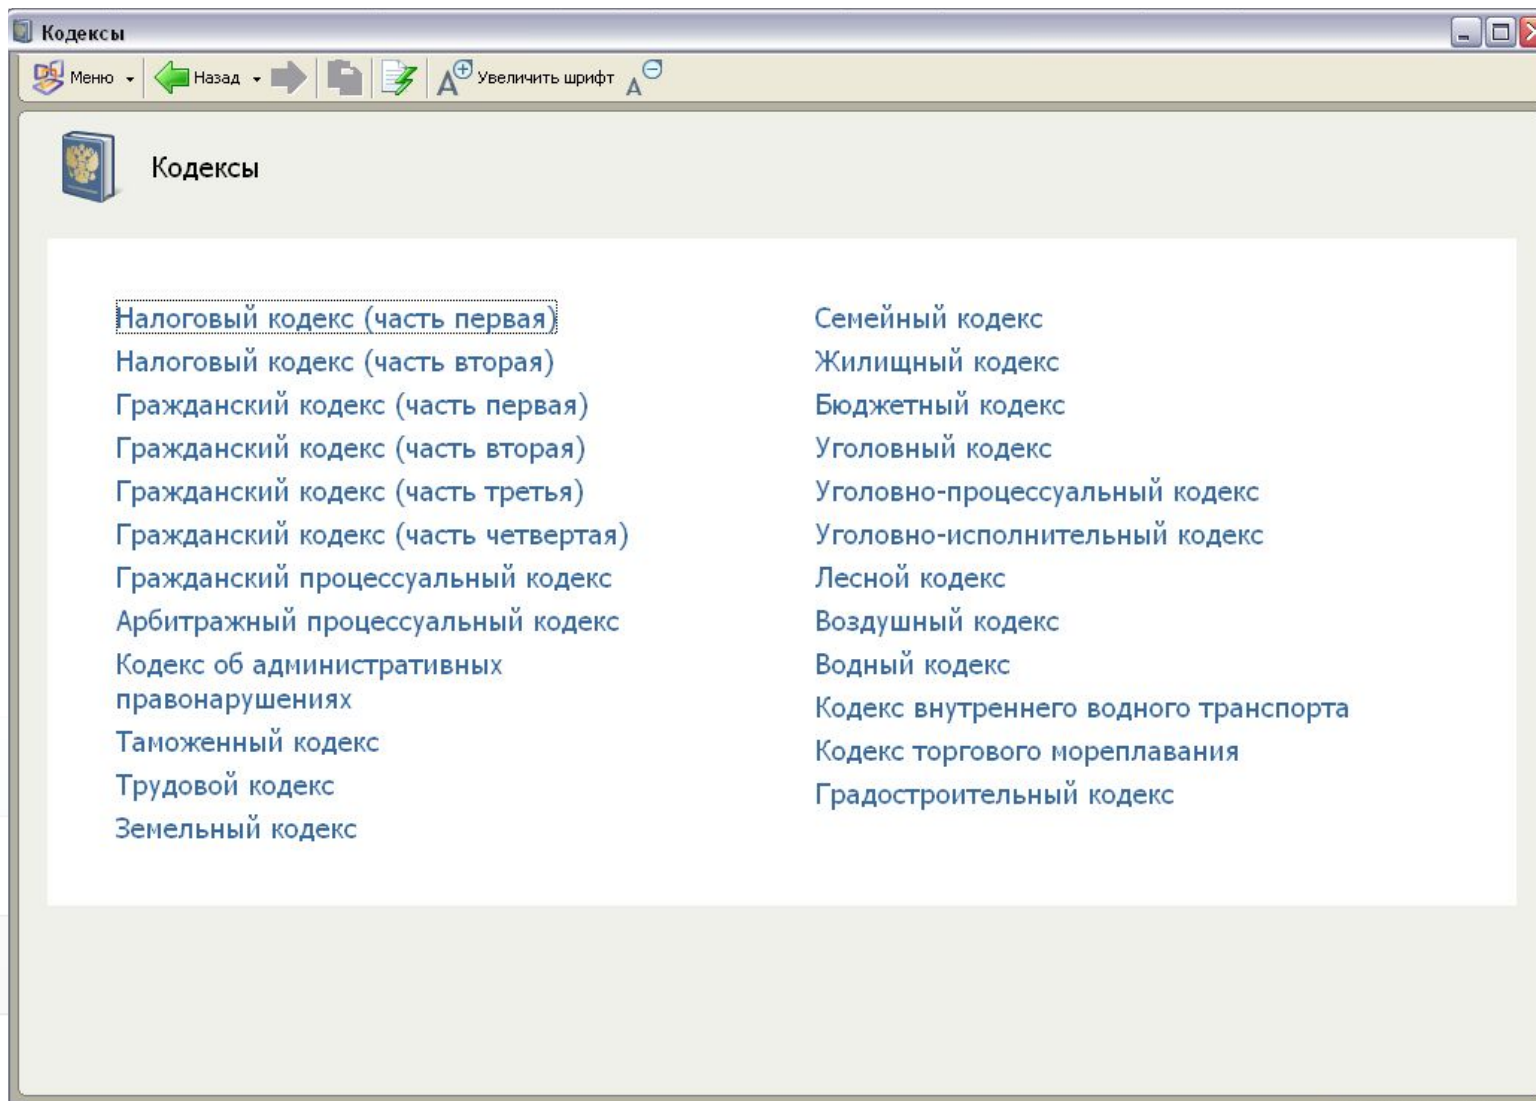 Кодексы
Меню Назад Увеличить шрифт
Кодексы
Налоговый кодекс (часть первая)
Налоговый кодекс (часть вторая)
Гражданский кодекс (часть первая)
Гражданский кодекс (часть вторая)
Гражданский кодекс (часть третья)
Гражданский кодекс (часть четвертая)
Гражданский процессуальный кодекс
Арбитражный процессуальный кодекс
Кодекс об административных
правонарушениях
Таможенный кодекс
Трудовой кодекс
Земельный кодекс
Семейный кодекс
Жилищный кодекс
Бюджетный кодекс
Уголовный кодекс
Уголовно-процессуальный кодекс
Уголовно-исполнительный кодекс
Лесной кодекс
Воздушный кодекс
Водный кодекс
Кодекс внутреннего водного транспорта
Кодекс торгового мореплавания
Градостроительный кодекс